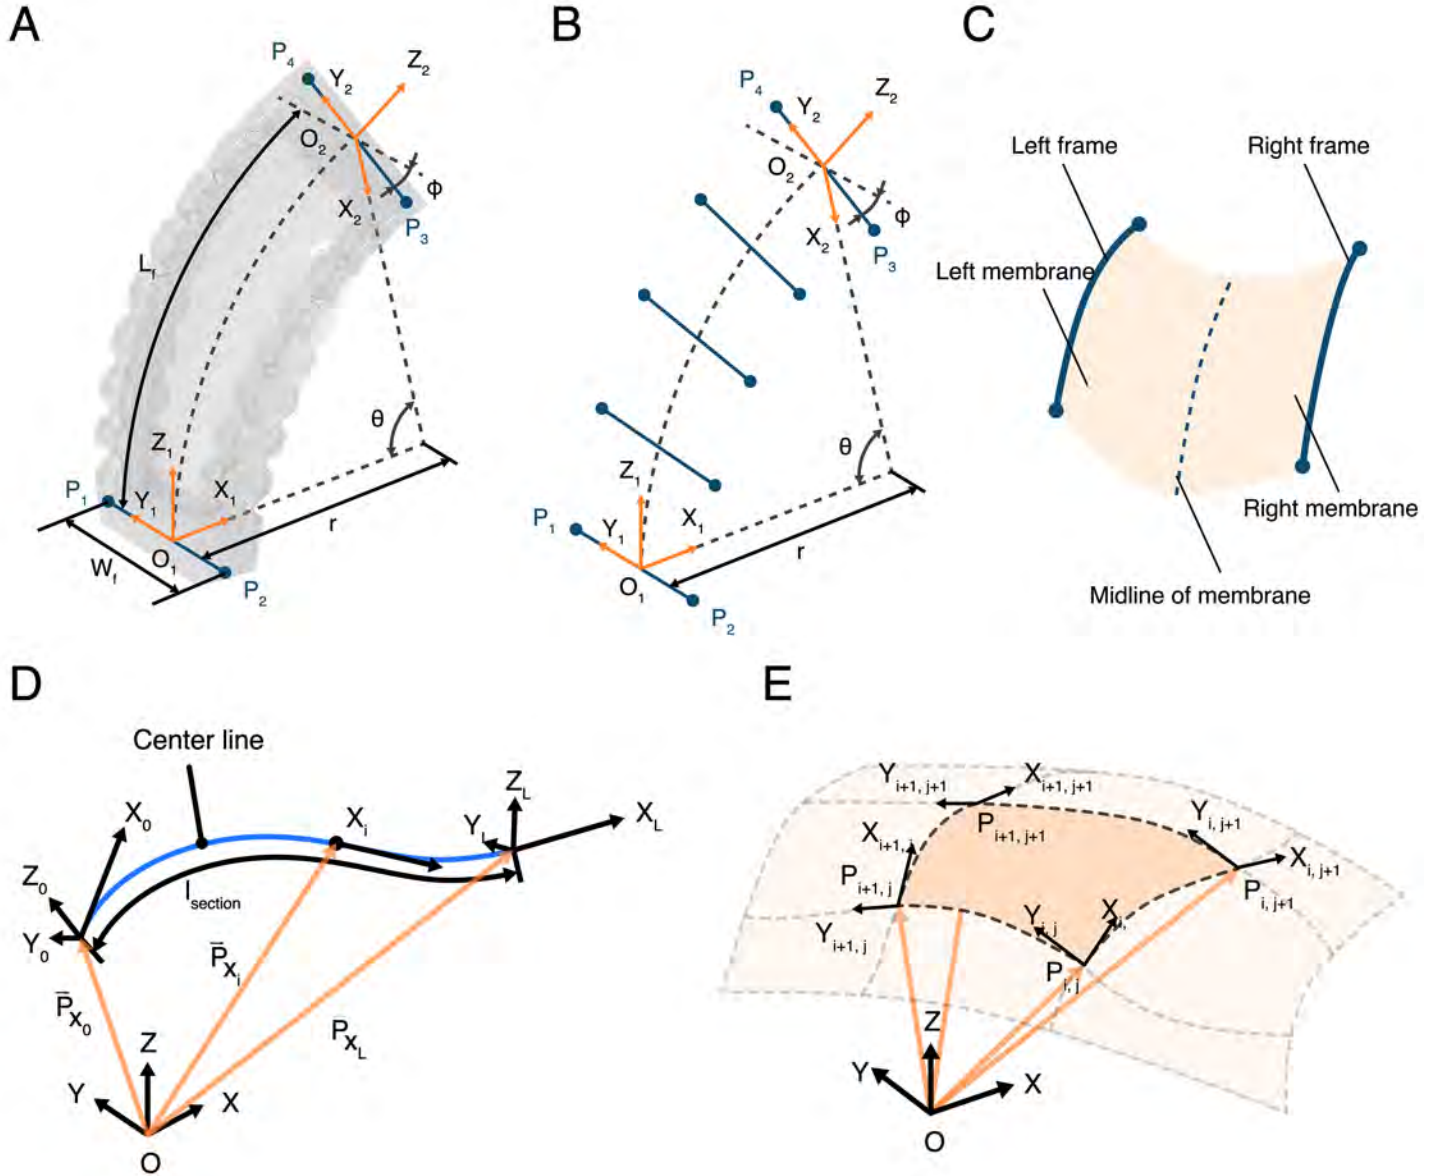 A
P4
Y2
Z2
O2
ϕ
X2
P3
Lf
θ
Z1
P1
Y1
X1
r
O1
Wf
P2
B
P4
Y2
Z2
O2
ϕ
X2
P3
θ
Z1
P1
Y1
X1
r
O1
P2
C
Left frame
Right frame
Left membrane
Right membrane
Midline of membrane
D
Center line
X0
Xi
ZL
YL
XL
Z0
lsection
Y0
P̄Xi
P̄X0
P̄XL
Z
Y
X
O
E
Yi+1, j+1
Xi+1, j+1
Pi+1, j+1
Yi, j+1
Xi+1, j
Xi, j+1
Pi+1, j
Pi, j+1
Yi, j
Xi,
Yi+1, j
Pi, j
Z
Y
X
O